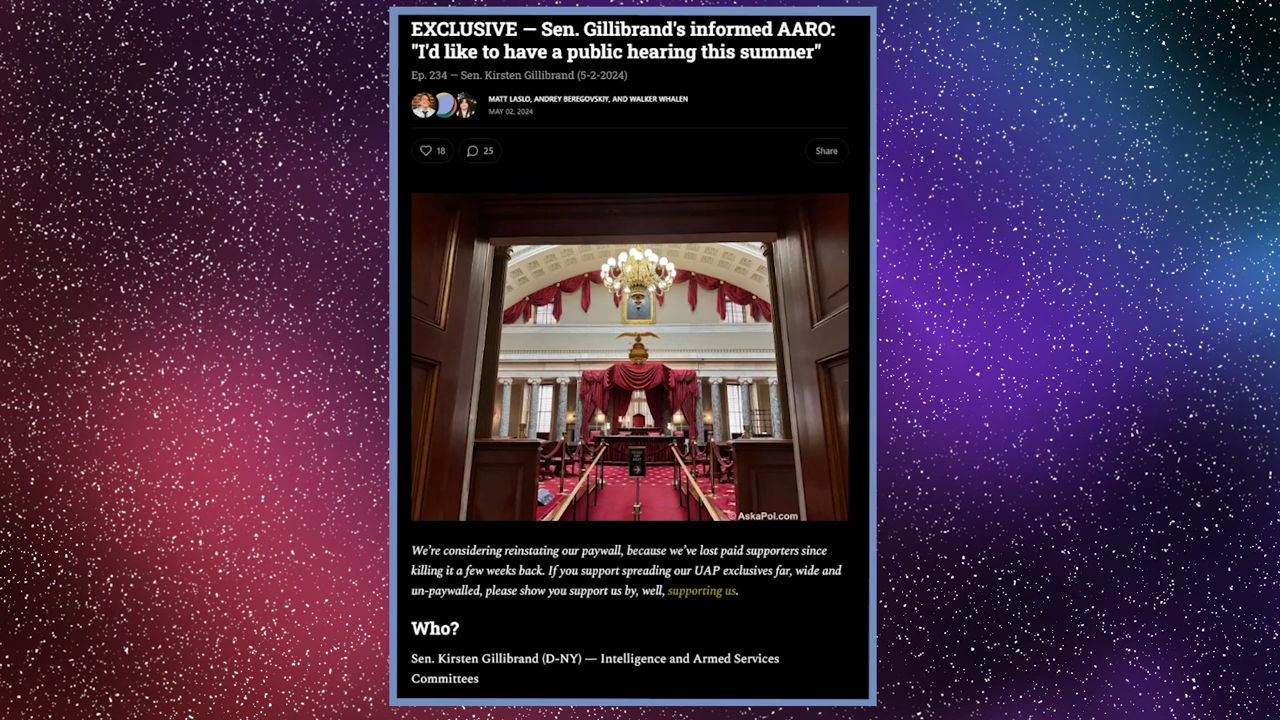 EXCLUSIVE — Sen. Gillibrand's informed AARO:
"I'd like to have a public hearing this summer"
Ep. 234 — Sen. Kirsten Gillibrand (5-2-2024)
MATT LASLO, ANDREY BEREGOVSKIY, AND WALKER WHALEN
MAY 02, 2024
18
25
Share
© AskaPol.com
We're considering reinstating our paywall, because we've lost paid supporters since
killing it a few weeks back. If you support spreading our UAP exclusives far, wide and
un-paywalled, please show you support us by, well, supporting us.
Who?
Sen. Kirsten Gillibrand (D-NY) — Intelligence and Armed Services
Committees